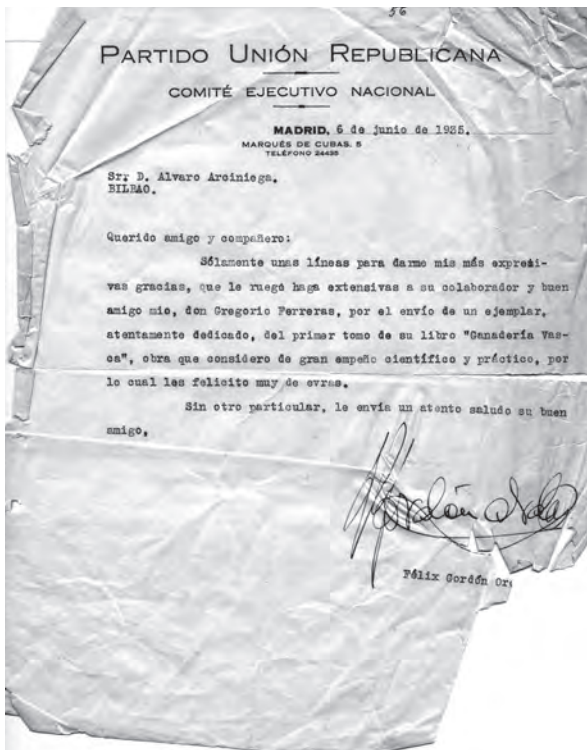 56
PARTIDO UNIÓN REPUBLICANA
COMITÉ EJECUTIVO NACIONAL
MADRID, 6 de junio de 1935.
MARQUÉS DE CUBAS, 5
TELÉFONO 24435
Sr: D. Alvaro Arciniega.
BILBAO.
Querido amigo y compañero:
Sólamente unas líneas para darme mis más expresi-
vas gracias, que le ruego haga extensivas a su colaborador y buen
amigo mio, don Gregorio Ferreras, por el envío de un ejemplar,
atentamente dedicado, del primer tomo de su libro "Ganadería Vas-
ca", obra que considero de gran empeño científico y práctico, por
lo cual les felicito muy de evras.
Sin otro particular, le envia un atento saludo su buen
amigo,
Félix Gordón Or